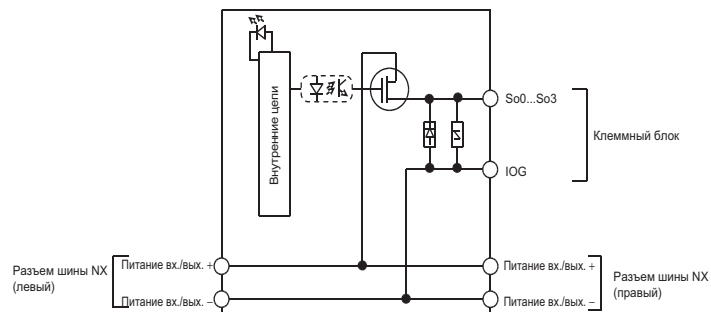 Внутренние цепи
So0...So3
Клеммный блок
IOG
Разъем шины NX
(левый)
Питание вх./вых. +
Питание вх./вых. –
Питание вх./вых. +
Питание вх./вых. –
Разъем шины NX
(правый)